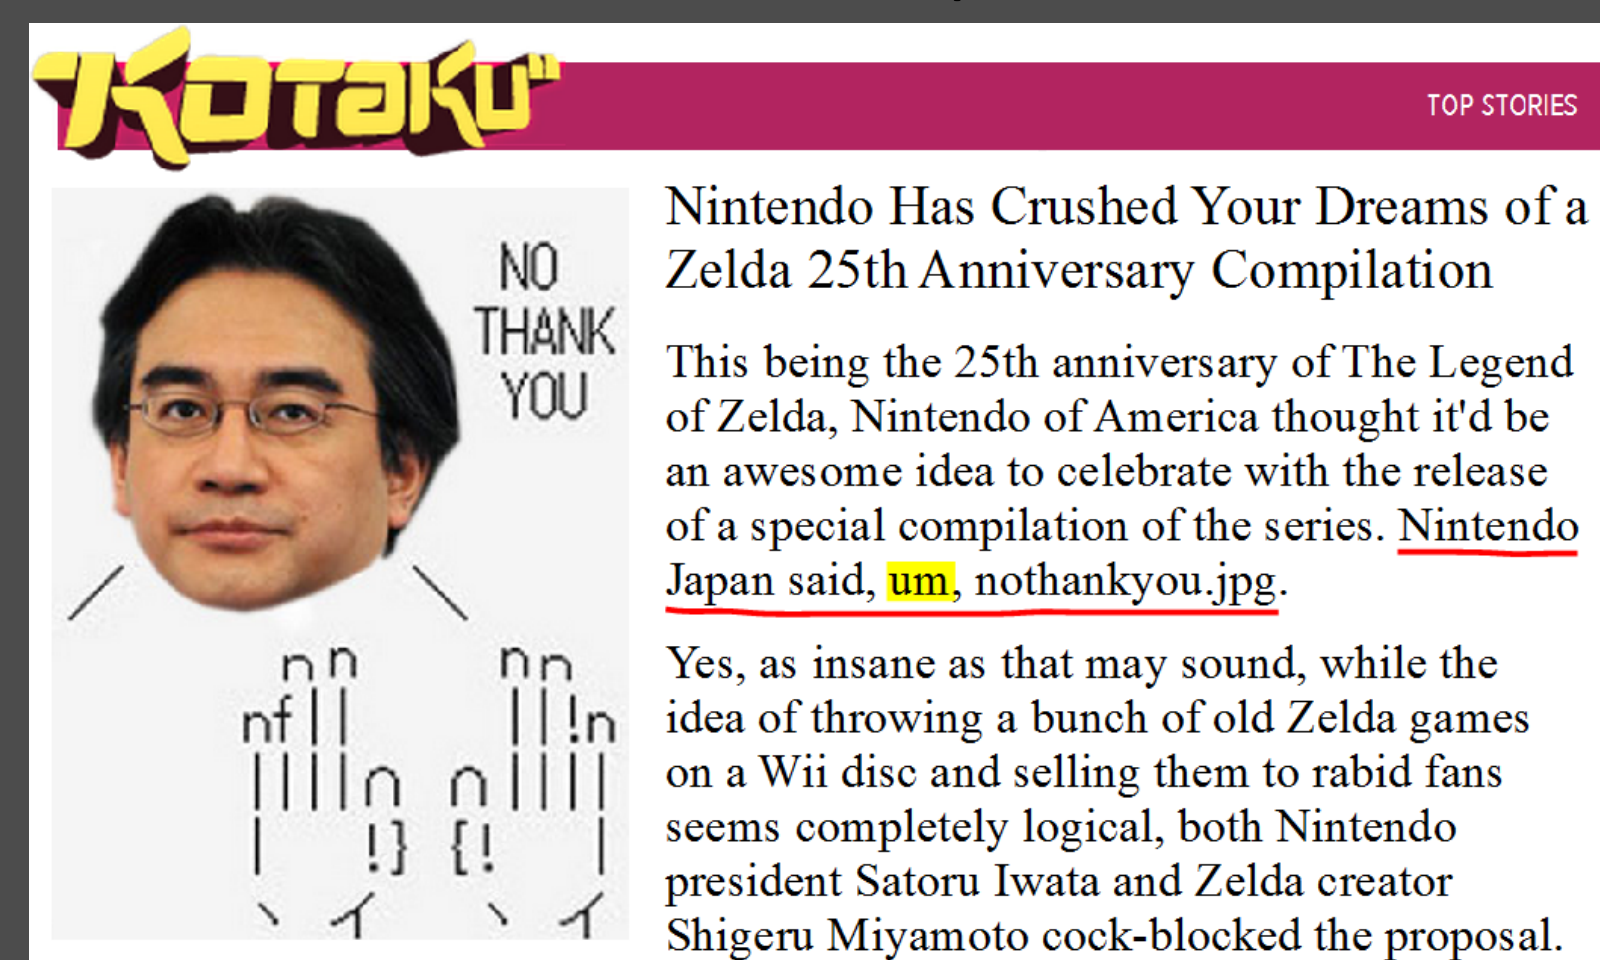 KOTAKU
TOP STORIES
NO
THANK
YOU
Nintendo Has Crushed Your Dreams of a
Zelda 25th Anniversary Compilation
This being the 25th anniversary of The Legend
of Zelda, Nintendo of America thought it'd be
an awesome idea to celebrate with the release
of a special compilation of the series. Nintendo
Japan said, um, nothankyou.jpg.
Yes, as insane as that may sound, while the
idea of throwing a bunch of old Zelda games
on a Wii disc and selling them to rabid fans
seems completely logical, both Nintendo
president Satoru Iwata and Zelda creator
Shigeru Miyamoto cock-blocked the proposal.